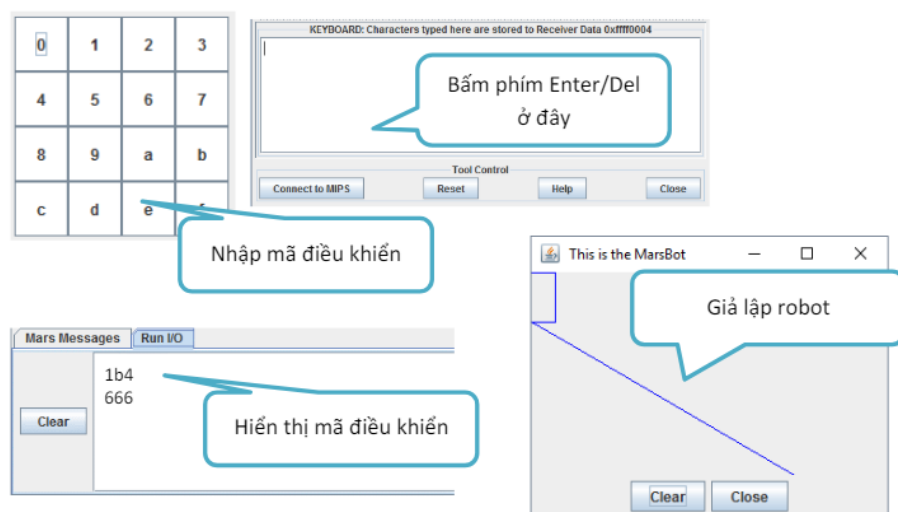 0 1 2 3
4 5 6 7
8 9 a b
c d e
Nhập mã điều khiển
KEYBOARD: Characters typed here are stored to Receiver Data 0xffff0004
Bấm phím Enter/Del
ở đây
Tool Control
Connect to MIPS Reset Help Close
Mars Messages Run I/O
1b4
666
Clear
Hiển thị mã điều khiển
This is the MarsBot
Giả lập robot
Clear Close